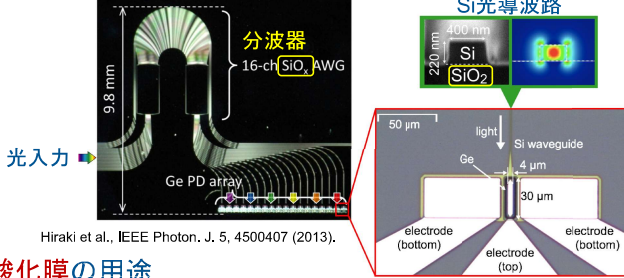 Si光導波路
400 nm
220 nm
Si
SiO₂
分波器
16-ch SiOₓ AWG
9.8 mm
光入力
Ge PD array
50 µm
light
Si waveguide
Ge
4 µm
30 µm
electrode
(bottom)
electrode
(top)
electrode
(bottom)
Hiraki et al., IEEE Photon. J. 5, 4500407 (2013).
酸化膜の用途